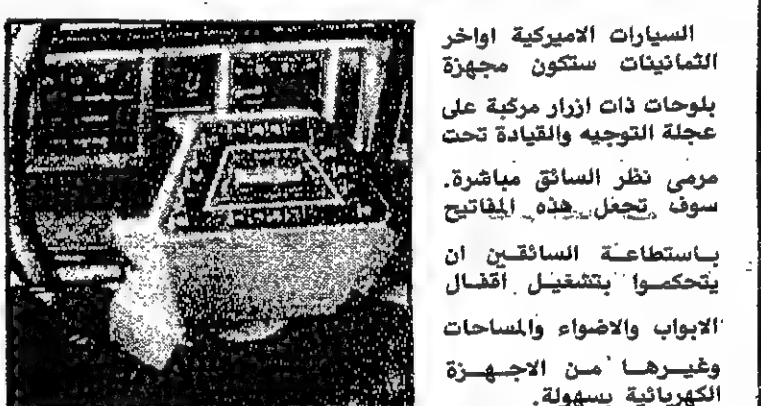 السيارات الاميركية اواخر
الثمانينات ستكون مجهزة
بلوحات ذات ازرار مركبة على
عجلة التوجيه والقيادة تحت
مرمى نظر السائق مباشرة.
سوف تجعل هذه المفاتيح
باستطاعة السائقين ان
يتحكموا بتشغيل اقفال
الابواب والاضواء والمساحات
وغيرها من الاجهزة
الكهربائية بسهولة.